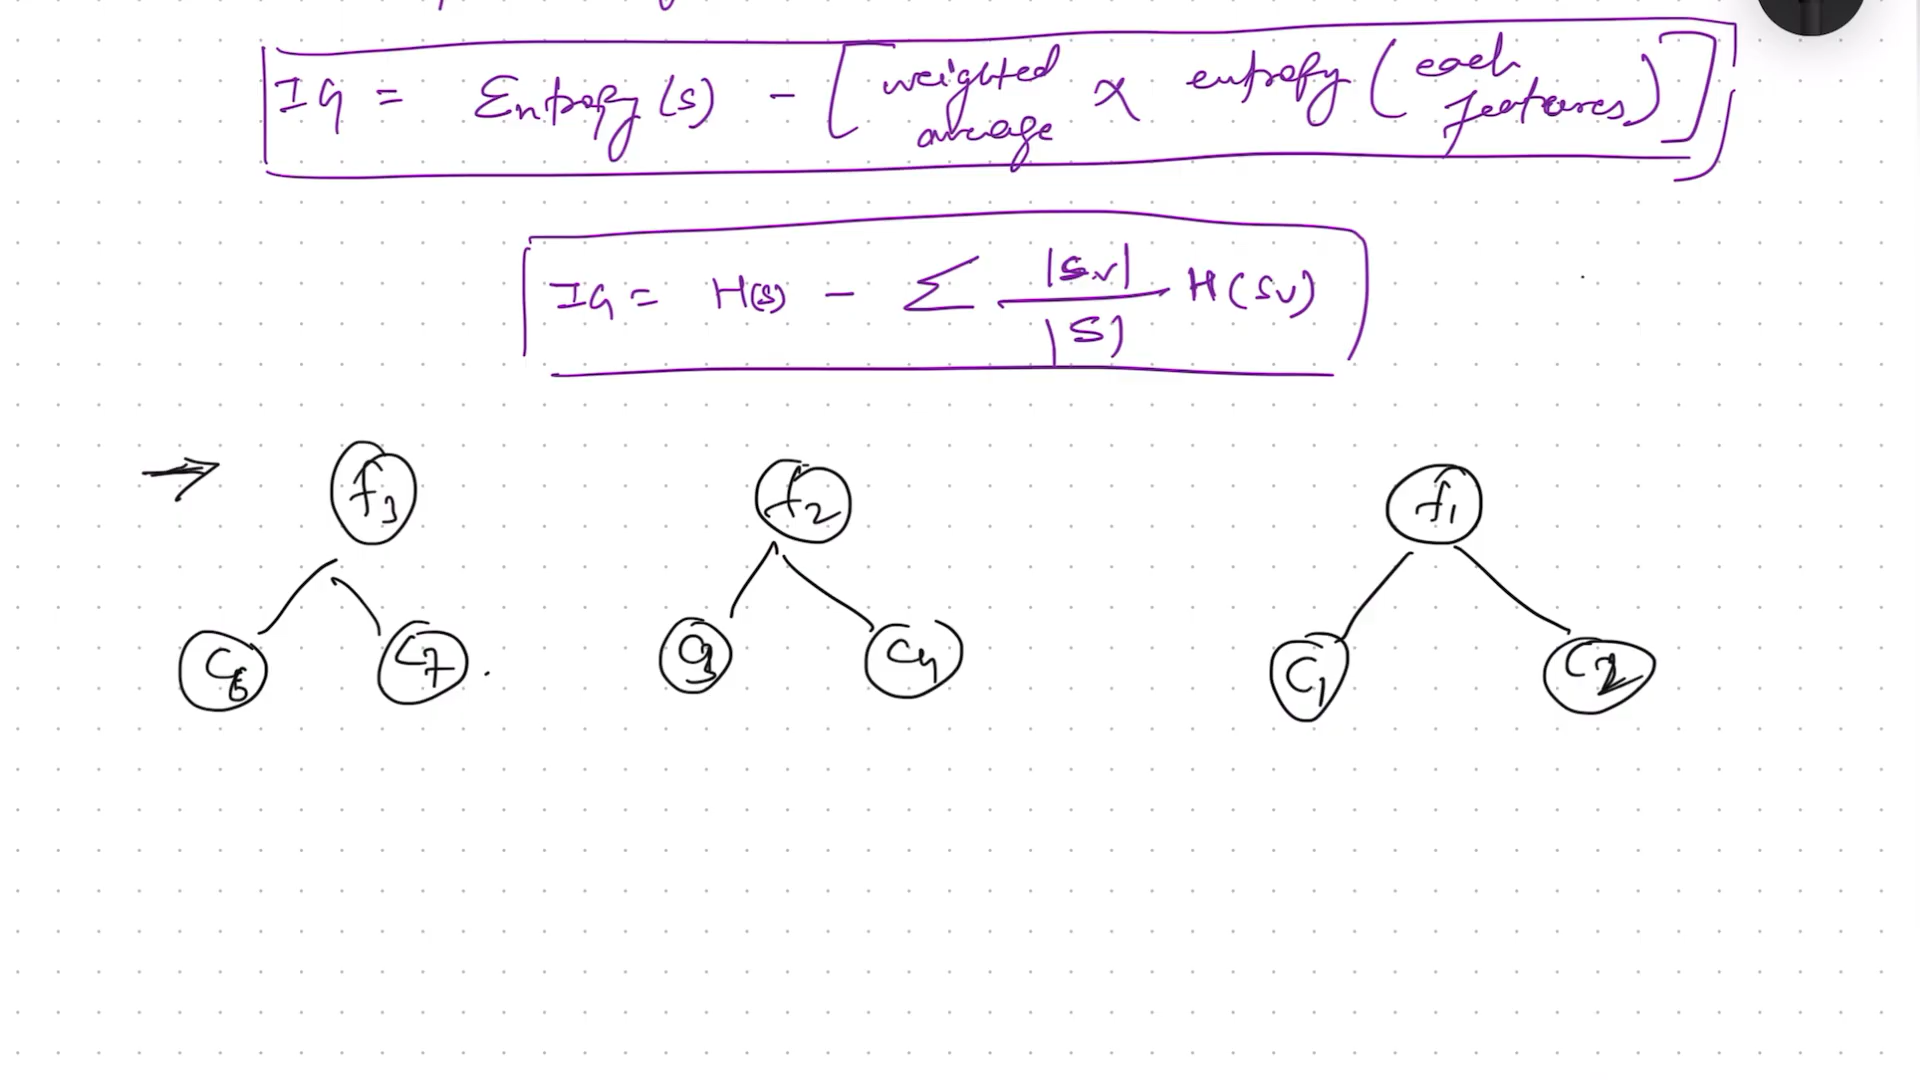 IG = Entropy(s) - [weighted average × entropy(each features)]
IG = H(s) - ∑ |Sv| / |S| H(Sv)
f3 f2 f1
C6 C7 . C3 C4 C1 C2